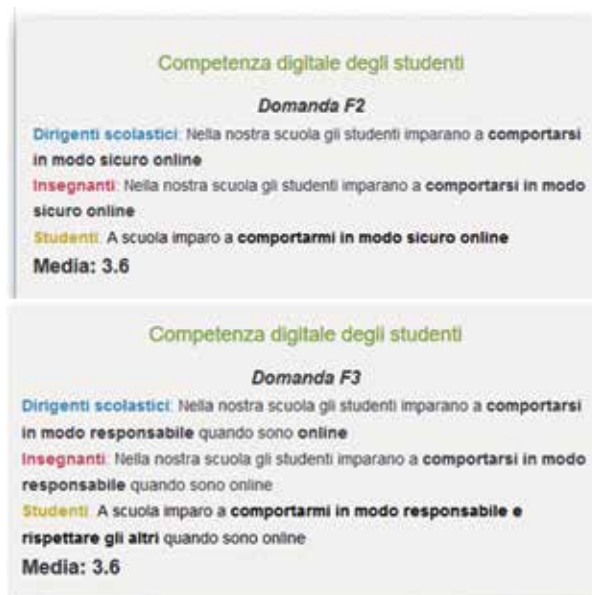 Competenza digitale degli studenti
Domanda F2
Dirigenti scolastici: Nella nostra scuola gli studenti imparano a comportarsi
in modo sicuro online
Insegnanti: Nella nostra scuola gli studenti imparano a comportarsi in modo
sicuro online
Studenti: A scuola imparo a comportarmi in modo sicuro online
Media: 3.6
Competenza digitale degli studenti
Domanda F3
Dirigenti scolastici: Nella nostra scuola gli studenti imparano a comportarsi
in modo responsabile quando sono online
Insegnanti: Nella nostra scuola gli studenti imparano a comportarsi in modo
responsabile quando sono online
Studenti: A scuola imparo a comportarmi in modo responsabile e
rispettare gli altri quando sono online
Media: 3.6